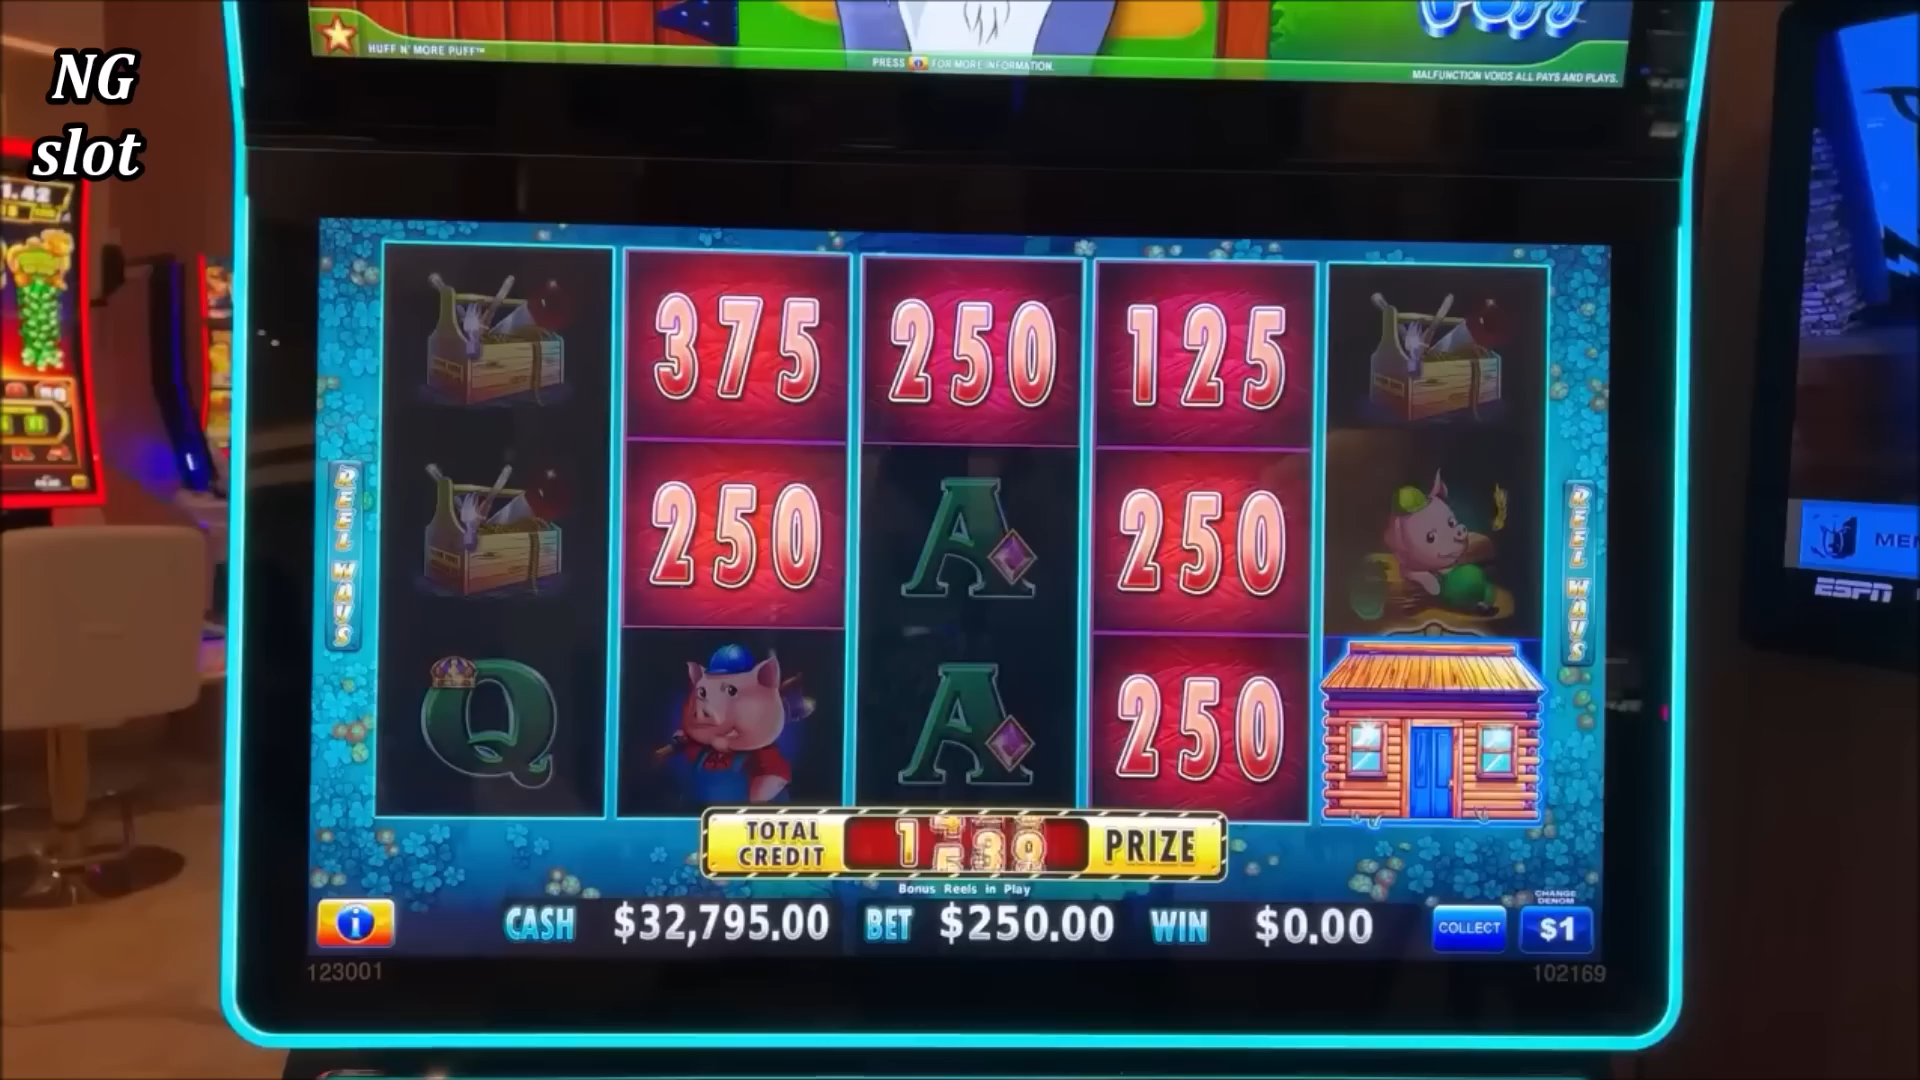 NG
slot
HUFF N' MORE PUFF™
PRESS i FOR MORE INFORMATION.
MALFUNCTION VOIDS ALL PAYS AND PLAYS.
375 250 125
250 A 250
Q A 250
REEL WAYS
REEL WAYS
TOTAL
CREDIT
PRIZE
Bonus Reels in Play
i CASH $32,795.00 BET $250.00 WIN $0.00 COLLECT
CHANGE
DENOM
$1
123001 102169
ESPN